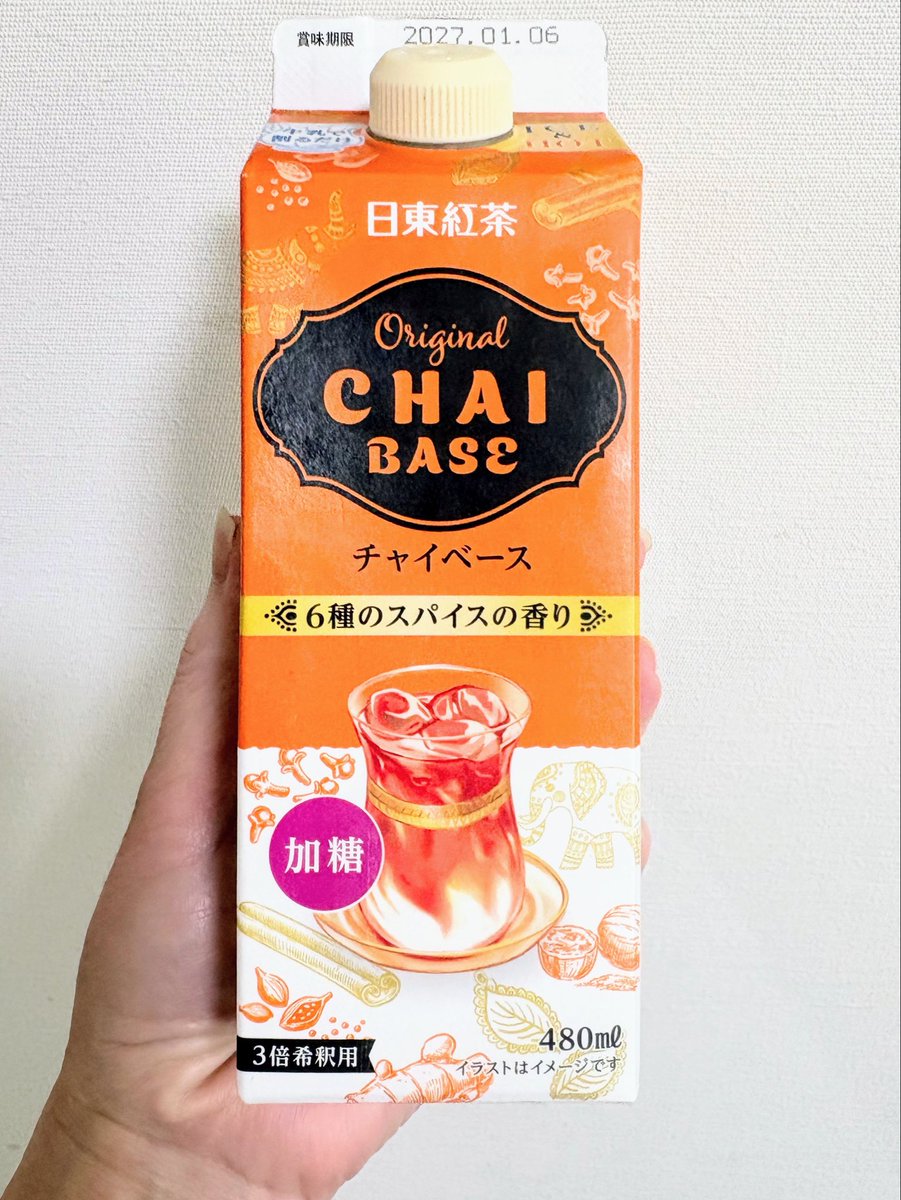 賞味期限 2027.01.06
日東紅茶
Original
CHAI
BASE
チャイベース
6種のスパイスの香り
加糖
3倍希釈用
480ml
イラストはイメージです